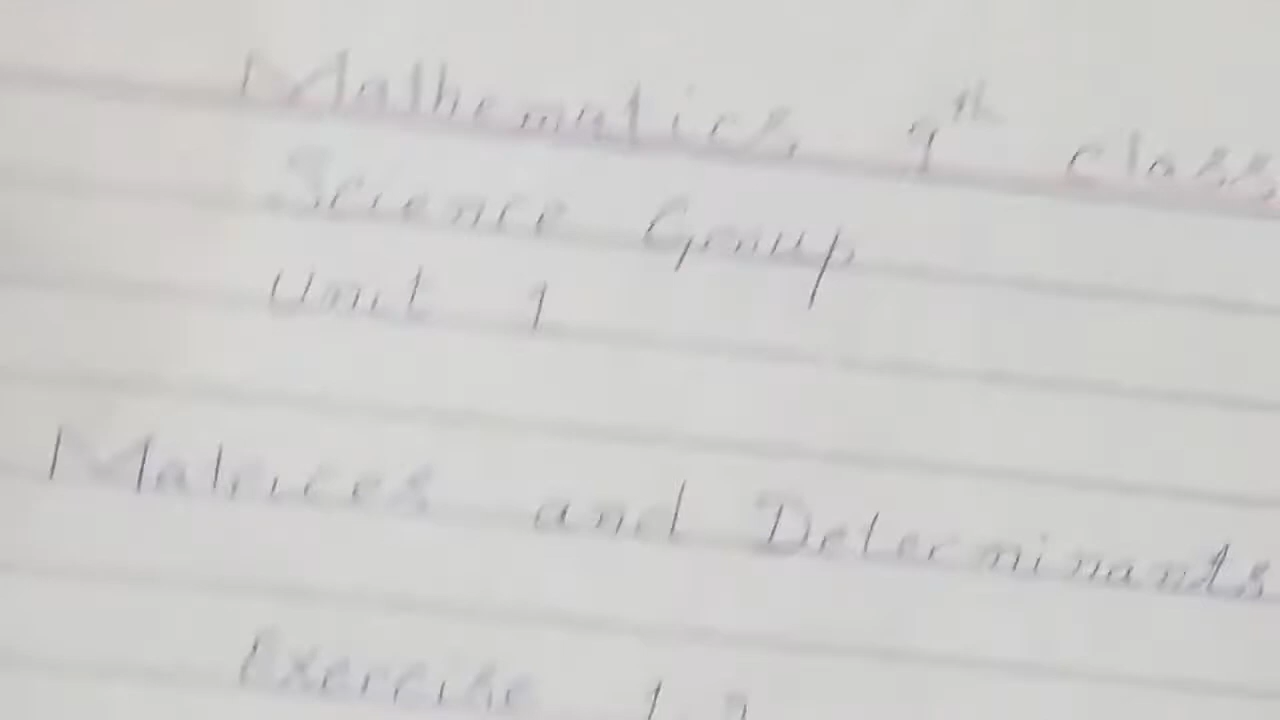 Mathematics, 9th class,
Science Group
Unit 1
Matrices and Determinants
Exercise